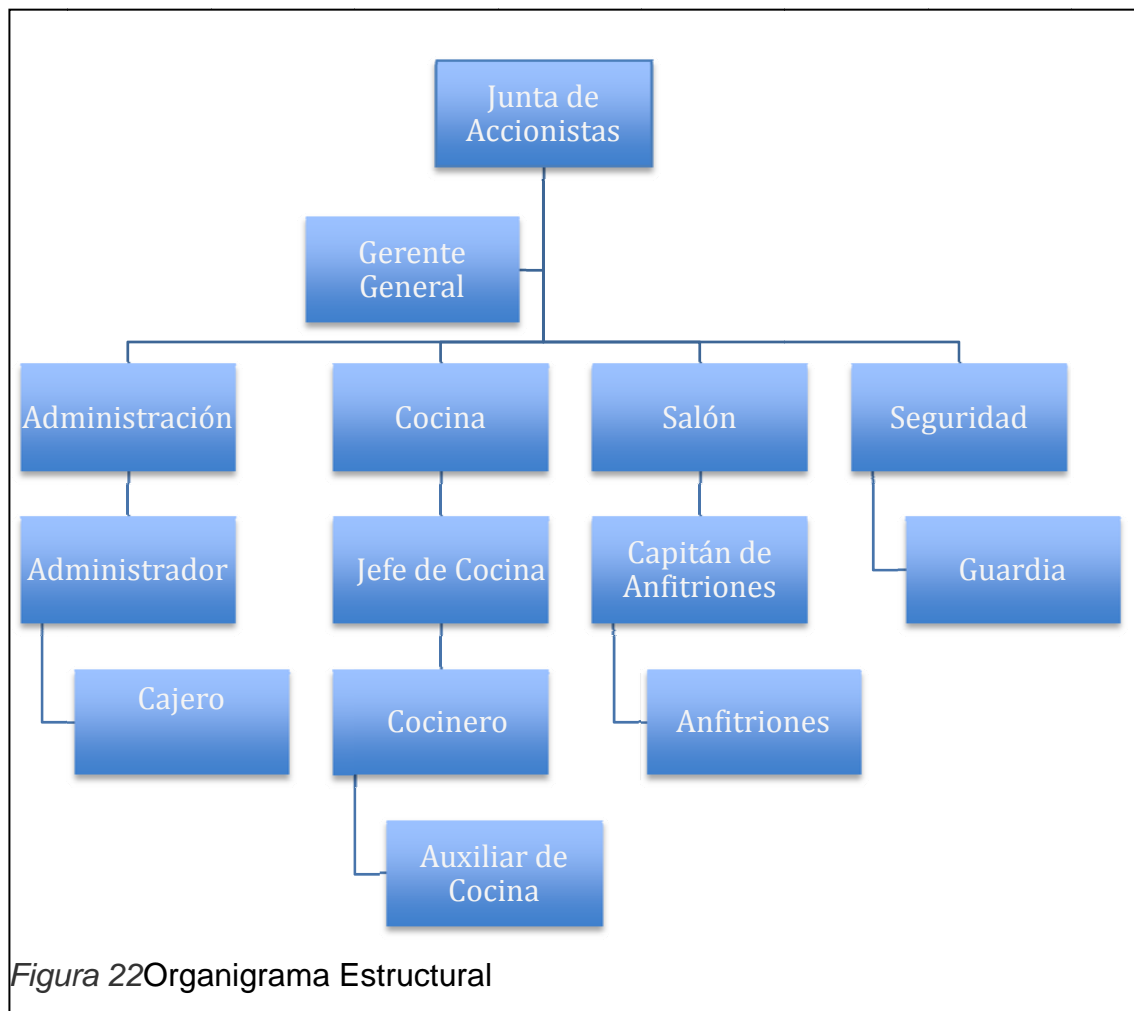 Junta de
Accionistas
Gerente
General
Administración
Cocina
Salón
Seguridad
Administrador
Jefe de Cocina
Capitán de
Anfitriones
Guardia
Cajero
Cocinero
Anfitriones
Auxiliar de
Cocina
Figura 22Organigrama Estructural